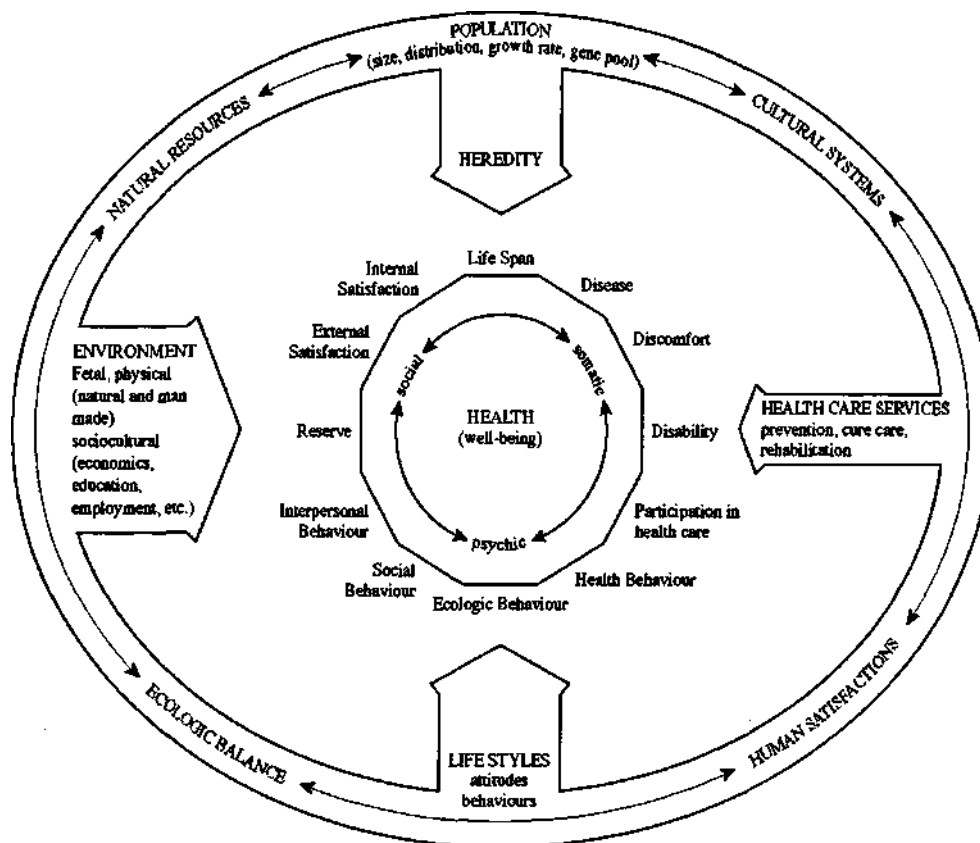 POPULATION
(size, distribution, growth rate, gene pool)
NATURAL RESOURCES
CULTURAL SYSTEMS
HEREDITY
Life Span
Internal
Satisfaction
Disease
External
Satisfaction
Discomfort
social
somatic
ENVIRONMENT
Fetal, physical
(natural and man
made)
sociocultural
(economics,
education,
employment, etc.)
Reserve
HEALTH
(well-being)
Disability
HEALTH CARE SERVICES
prevention, cure care,
rehabilitation
Interpersonal
Behaviour
Participation in
health care
psychic
Social
Behaviour
Health Behaviour
Ecologic Behaviour
ECOLOGIC BALANCE
HUMAN SATISFACTIONS
LIFE STYLES
attitudes
behaviours